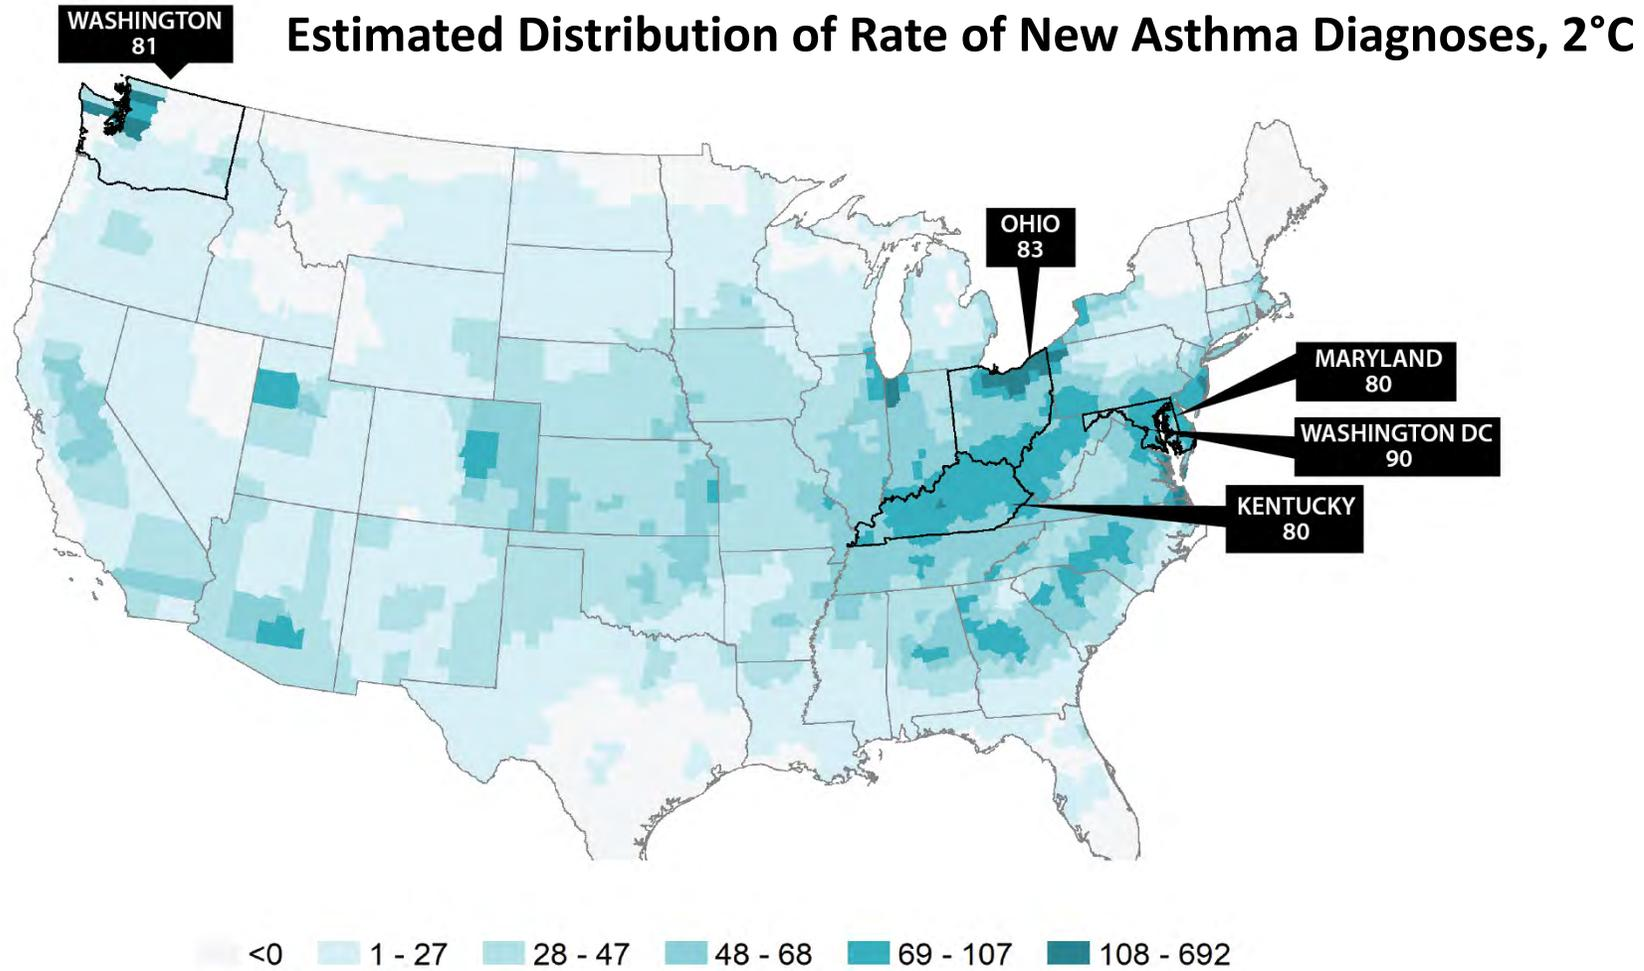 Estimated Distribution of Rate of New Asthma Diagnoses, 2°C
WASHINGTON
81
OHIO
83
MARYLAND
80
WASHINGTON DC
90
KENTUCKY
80
<0
1 - 27
28 - 47
48 - 68
69 - 107
108 - 692